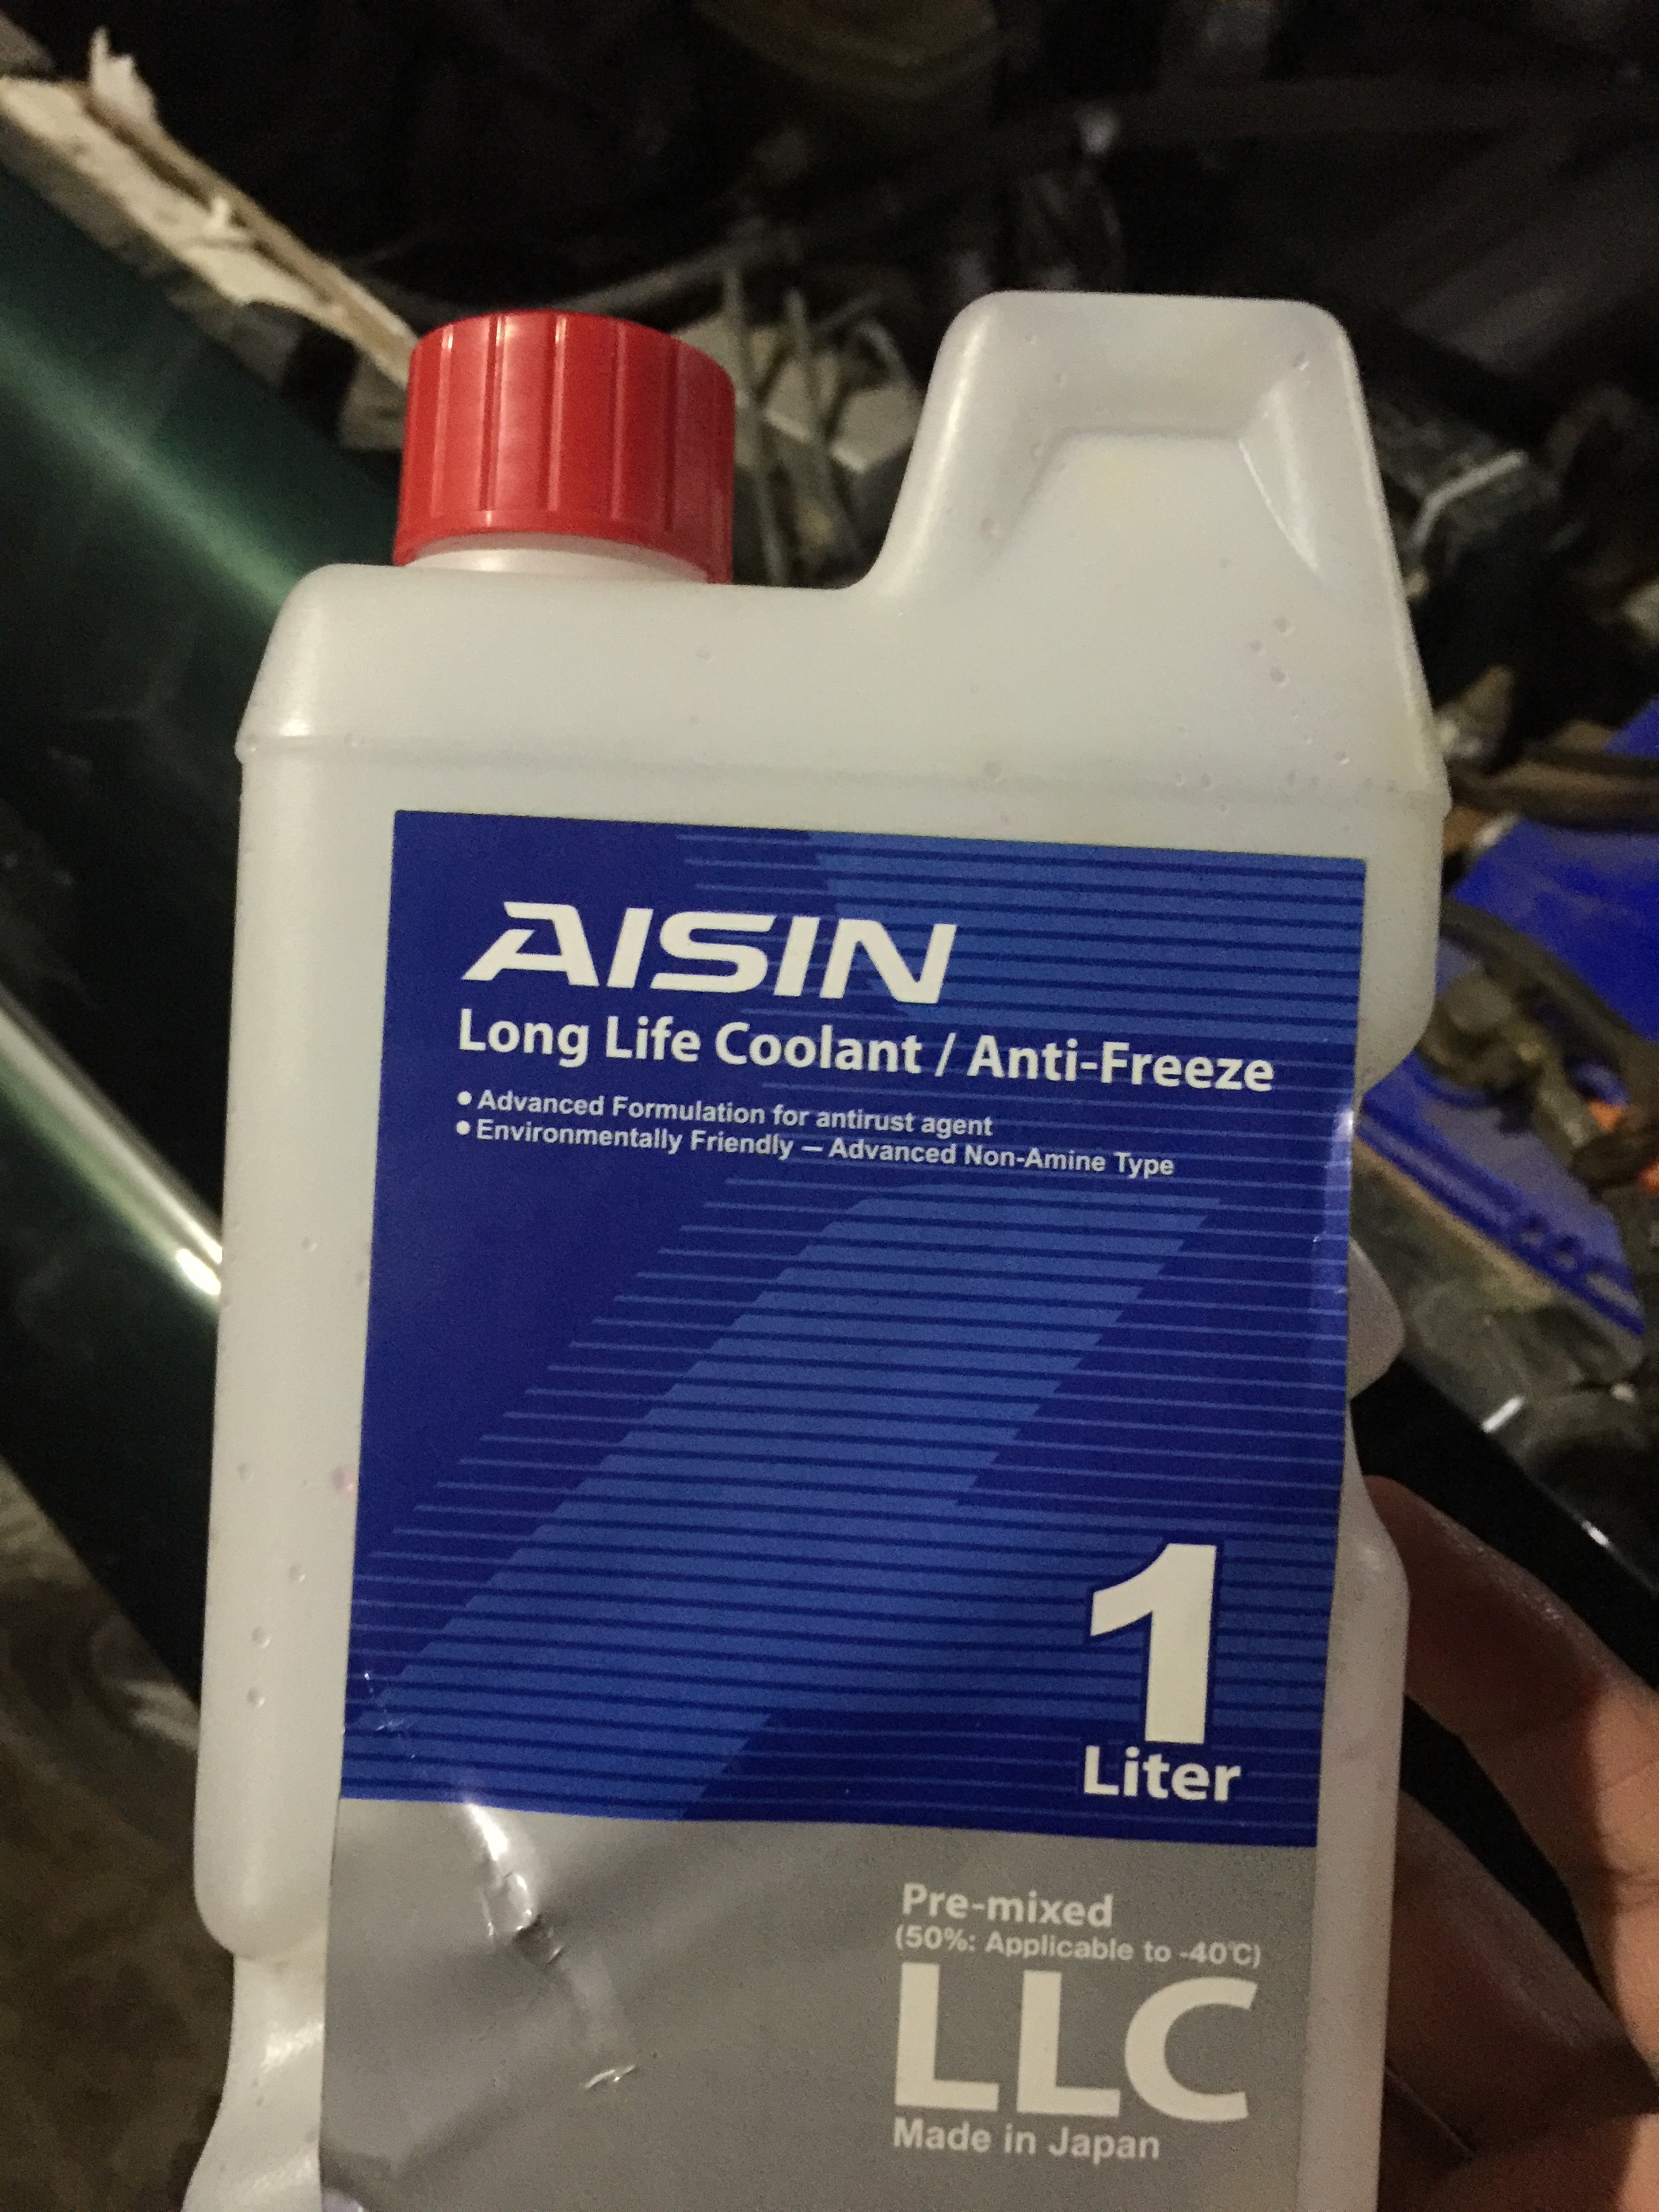 AISIN
Long Life Coolant / Anti-Freeze
● Advanced Formulation for antirust agent
● Environmentally Friendly — Advanced Non-Amine Type
1
Liter
Pre-mixed
(50%: Applicable to -40℃)
LLC
Made in Japan